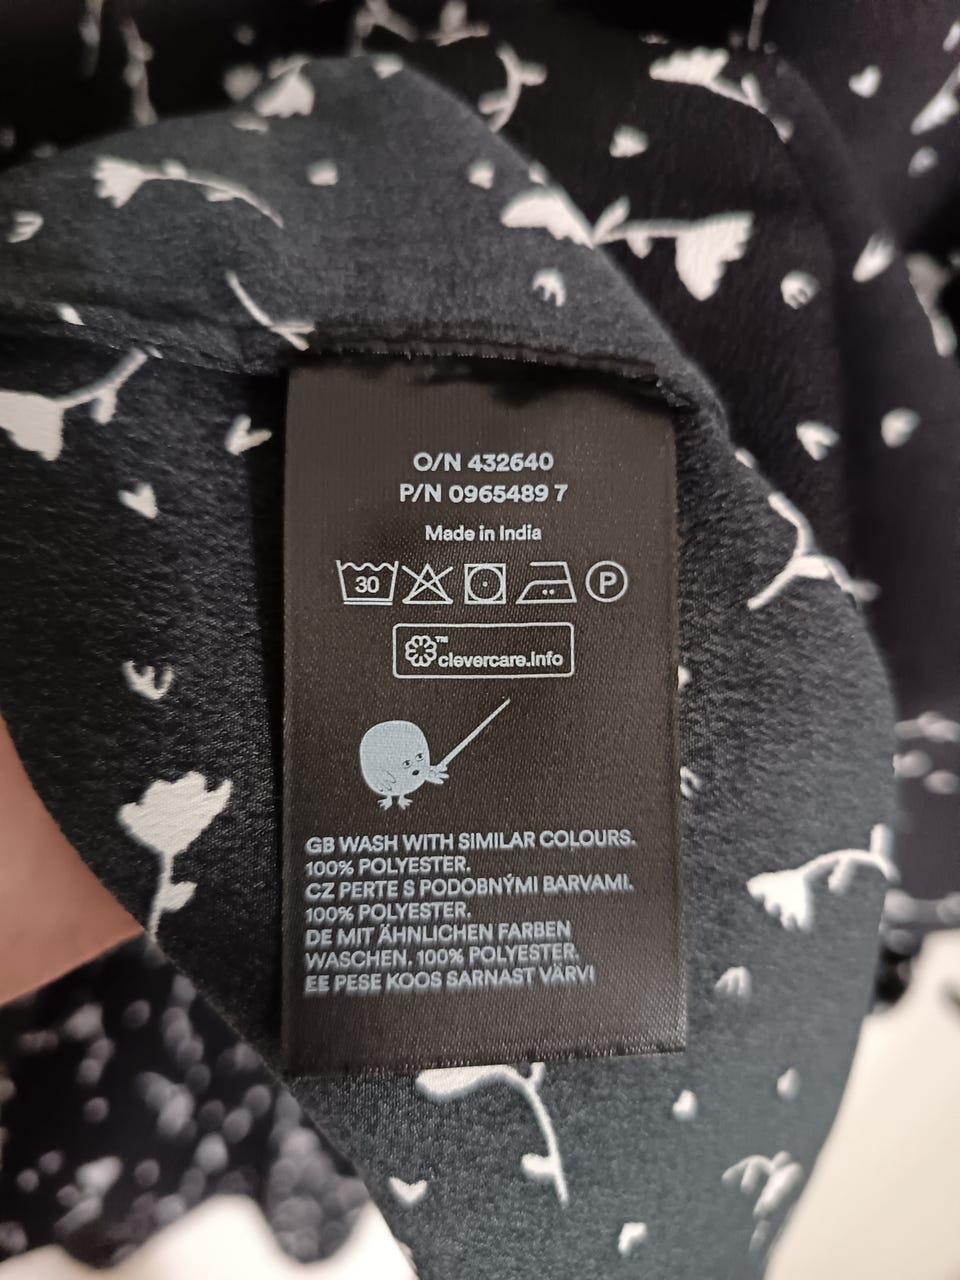 O/N 432640
P/N 0965489 7
Made in India
30 P
™ clevercare.info
GB WASH WITH SIMILAR COLOURS.
100% POLYESTER.
CZ PERTE S PODOBNÝMI BARVAMI.
100% POLYESTER.
DE MIT ÄHNLICHEN FARBEN
WASCHEN. 100% POLYESTER.
EE PESE KOOS SARNAST VÄRVI